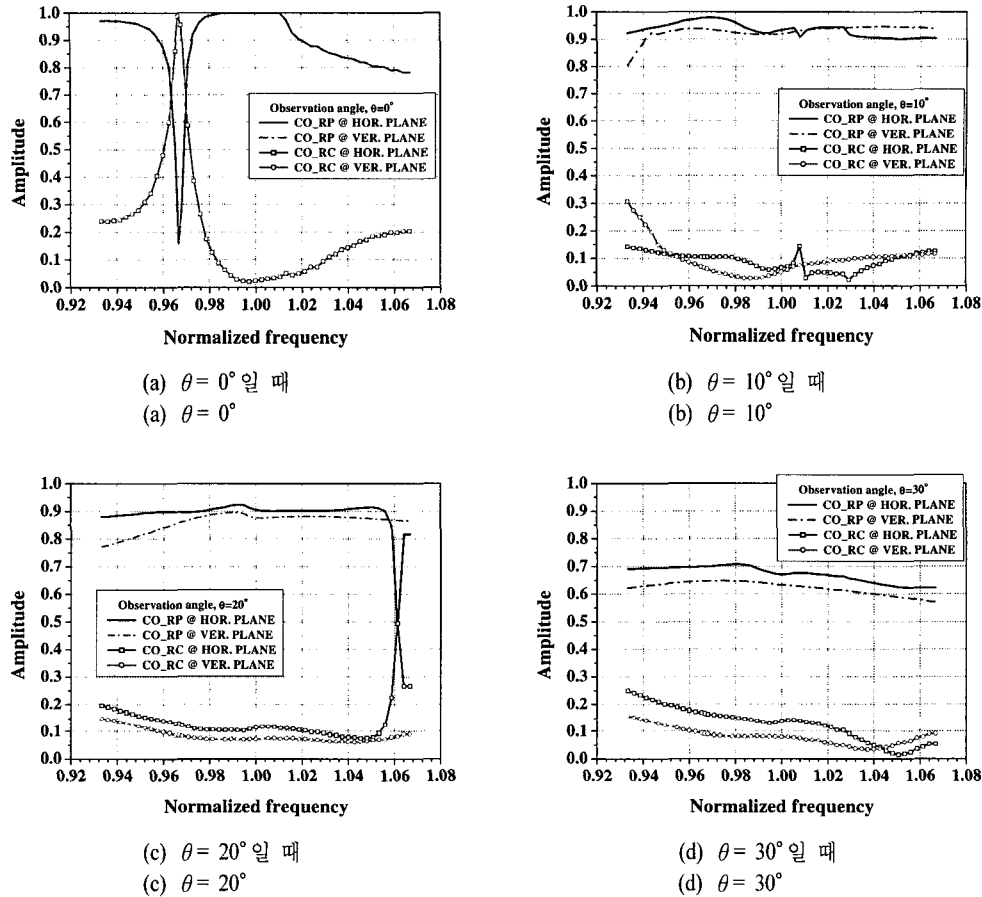 1.0
0.9
0.8
0.7
0.6
0.5
0.4
0.3
0.2
0.1
0.0
Amplitude
Observation angle, θ=0°
CO_RP @ HOR. PLANE
CO_RP @ VER. PLANE
CO_RC @ HOR. PLANE
CO_RC @ VER. PLANE
0.92 0.94 0.96 0.98 1.00 1.02 1.04 1.06 1.08
Normalized frequency
(a) θ= 0°일 때
(a) θ= 0°
1.0
0.9
0.8
0.7
0.6
0.5
0.4
0.3
0.2
0.1
0.0
Amplitude
Observation angle, θ=10°
CO_RP @ HOR. PLANE
CO_RP @ VER. PLANE
CO_RC @ HOR. PLANE
CO_RC @ VER. PLANE
0.92 0.94 0.96 0.98 1.00 1.02 1.04 1.06 1.08
Normalized frequency
(b) θ= 10°일 때
(b) θ= 10°
1.0
0.9
0.8
0.7
0.6
0.5
0.4
0.3
0.2
0.1
0.0
Amplitude
Observation angle, θ=20°
CO_RP @ HOR. PLANE
CO_RP @ VER. PLANE
CO_RC @ HOR. PLANE
CO_RC @ VER. PLANE
0.92 0.94 0.96 0.98 1.00 1.02 1.04 1.06 1.08
Normalized frequency
(c) θ= 20°일 때
(c) θ= 20°
1.0
0.9
0.8
0.7
0.6
0.5
0.4
0.3
0.2
0.1
0.0
Amplitude
Observation angle, θ=30°
CO_RP @ HOR. PLANE
CO_RP @ VER. PLANE
CO_RC @ HOR. PLANE
CO_RC @ VER. PLANE
0.92 0.94 0.96 0.98 1.00 1.02 1.04 1.06 1.08
Normalized frequency
(d) θ= 30°일 때
(d) θ= 30°